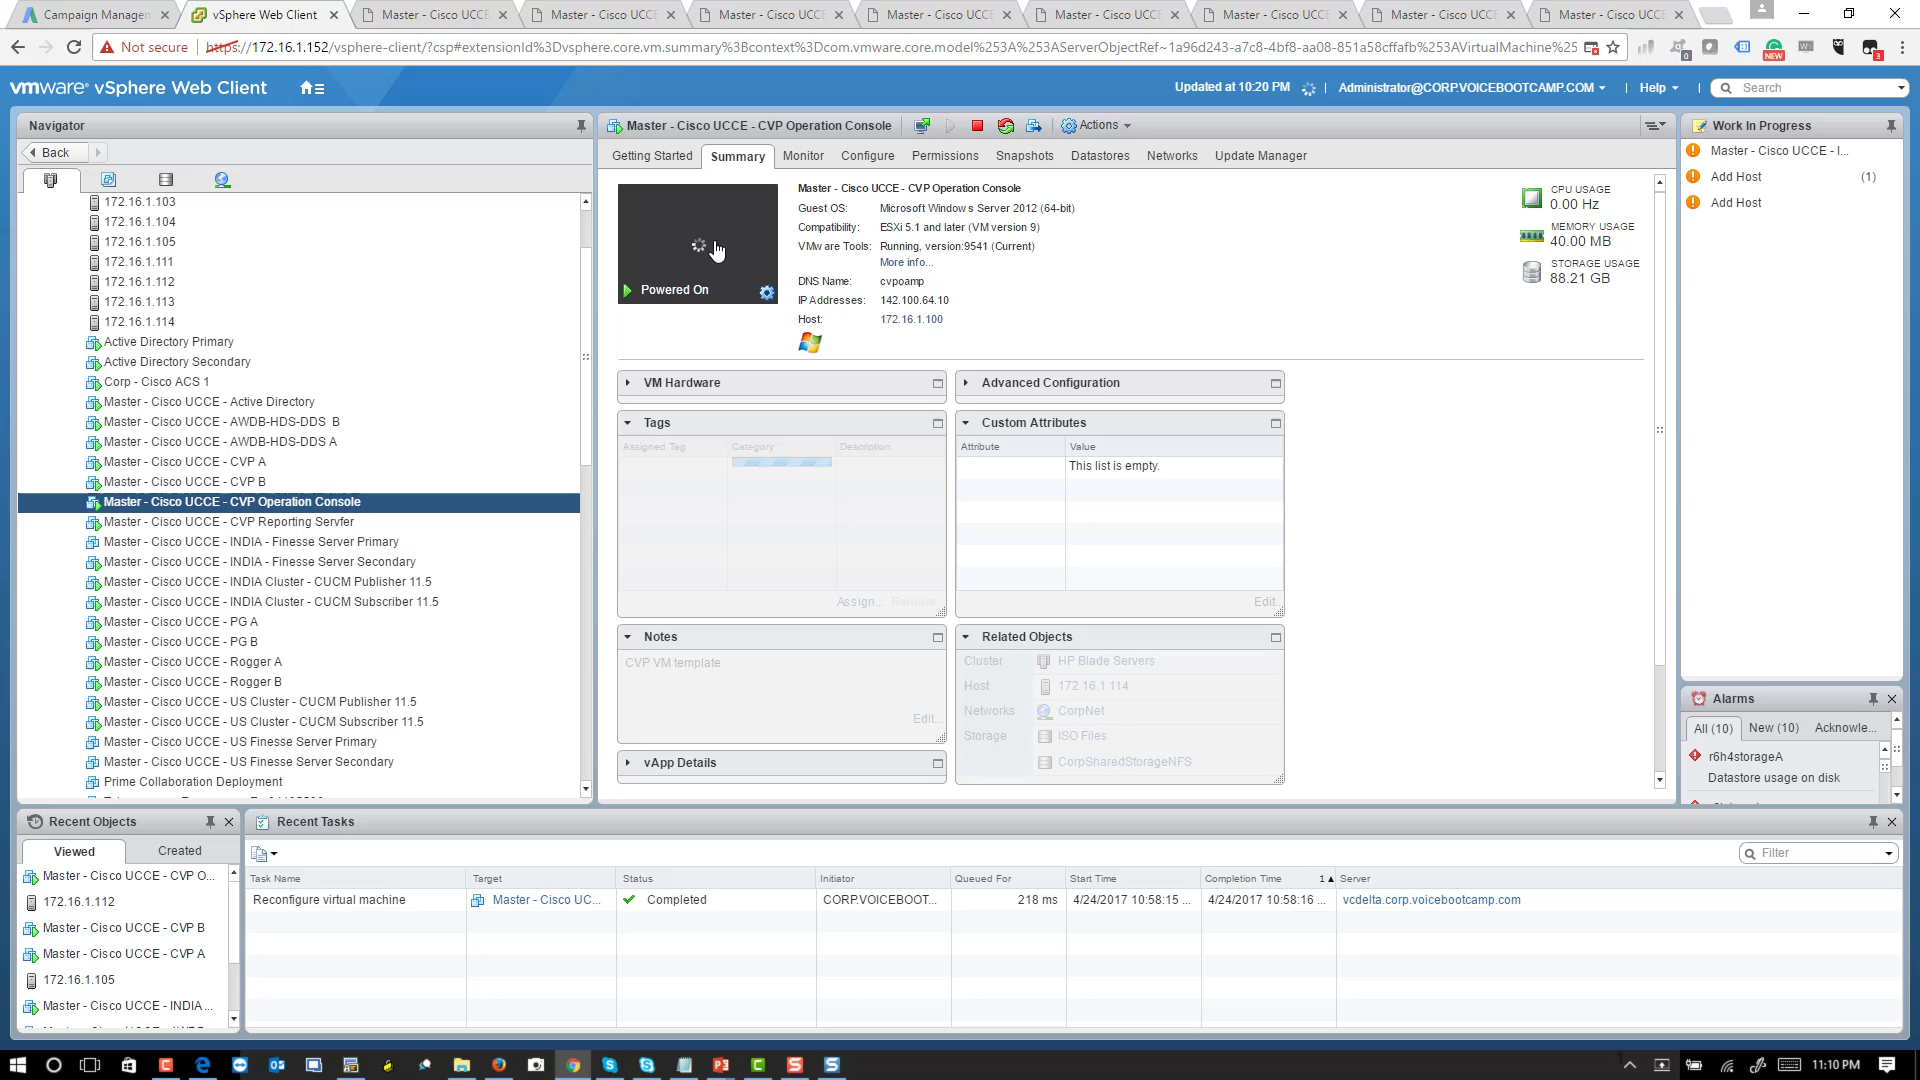 Campaign Managem
vSphere Web Client
Master - Cisco UCCE
Master - Cisco UCC
Master - Cisco UCC
Master - Cisco UCC
Master - Cisco UCC
Master - Cisco UCC
Master - Cisco UCC
Master - Cisco UCC
Not secure
https://172.16.1.152/vsphere-client/?csp#extensionId%3Dvsphere.core.vm.summary%3Bcontext%3Dcom.vmware.core.model%253A%253AServerObjectRef~1a96d243-a7c8-4bf8-aa08-851a58cffafb%253AVirtualMachine%25
vmware® vSphere Web Client
Updated at 10:20 PM
Administrator@CORP.VOICEBOOTCAMP.COM
Help
Search
Navigator
Back
172.16.1.103
172.16.1.104
172.16.1.105
172.16.1.111
172.16.1.112
172.16.1.113
172.16.1.114
Active Directory Primary
Active Directory Secondary
Corp - Cisco ACS 1
Master - Cisco UCCE - Active Directory
Master - Cisco UCCE - AWDB-HDS-DDS B
Master - Cisco UCCE - AWDB-HDS-DDS A
Master - Cisco UCCE - CVP A
Master - Cisco UCCE - CVP B
Master - Cisco UCCE - CVP Operation Console
Master - Cisco UCCE - CVP Reporting Servfer
Master - Cisco UCCE - INDIA - Finesse Server Primary
Master - Cisco UCCE - INDIA - Finesse Server Secondary
Master - Cisco UCCE - INDIA Cluster - CUCM Publisher 11.5
Master - Cisco UCCE - INDIA Cluster - CUCM Subscriber 11.5
Master - Cisco UCCE - PG A
Master - Cisco UCCE - PG B
Master - Cisco UCCE - Rogger A
Master - Cisco UCCE - Rogger B
Master - Cisco UCCE - US Cluster - CUCM Publisher 11.5
Master - Cisco UCCE - US Cluster - CUCM Subscriber 11.5
Master - Cisco UCCE - US Finesse Server Primary
Master - Cisco UCCE - US Finesse Server Secondary
Prime Collaboration Deployment
Master - Cisco UCCE - CVP Operation Console
Actions
Getting Started
Summary
Monitor
Configure
Permissions
Snapshots
Datastores
Networks
Update Manager
Powered On
Master - Cisco UCCE - CVP Operation Console
Guest OS: Microsoft Windows Server 2012 (64-bit)
Compatibility: ESXi 5.1 and later (VM version 9)
VMware Tools: Running, version:9541 (Current)
More info...
DNS Name: cvpoamp
IP Addresses: 142.100.64.10
Host: 172.16.1.100
CPU USAGE
0.00 Hz
MEMORY USAGE
40.00 MB
STORAGE USAGE
88.21 GB
VM Hardware
Tags
Assigned Tag Category Description
Assign... Remove
Notes
CVP VM template
Edit...
vApp Details
Advanced Configuration
Custom Attributes
Attribute Value
This list is empty.
Edit
Related Objects
Cluster HP Blade Servers
Host 172.16.1.114
Networks CorpNet
Storage ISO Files
CorpSharedStorageNFS
Work In Progress
Master - Cisco UCCE - I...
Add Host (1)
Add Host
Alarms
All (10) New (10) Acknowle...
r6h4storageA
Datastore usage on disk
Recent Objects
Viewed
Created
Master - Cisco UCCE - CVP O...
172.16.1.112
Master - Cisco UCCE - CVP B
Master - Cisco UCCE - CVP A
172.16.1.105
Master - Cisco UCCE - INDIA ...
Recent Tasks
Filter
Task Name Target Status Initiator Queued For Start Time Completion Time 1 Server
Reconfigure virtual machine Master - Cisco UC... Completed CORP.VOICEBOOT... 218 ms 4/24/2017 10:58:15 ... 4/24/2017 10:58:16 ... vcdelta.corp.voicebootcamp.com
11:10 PM